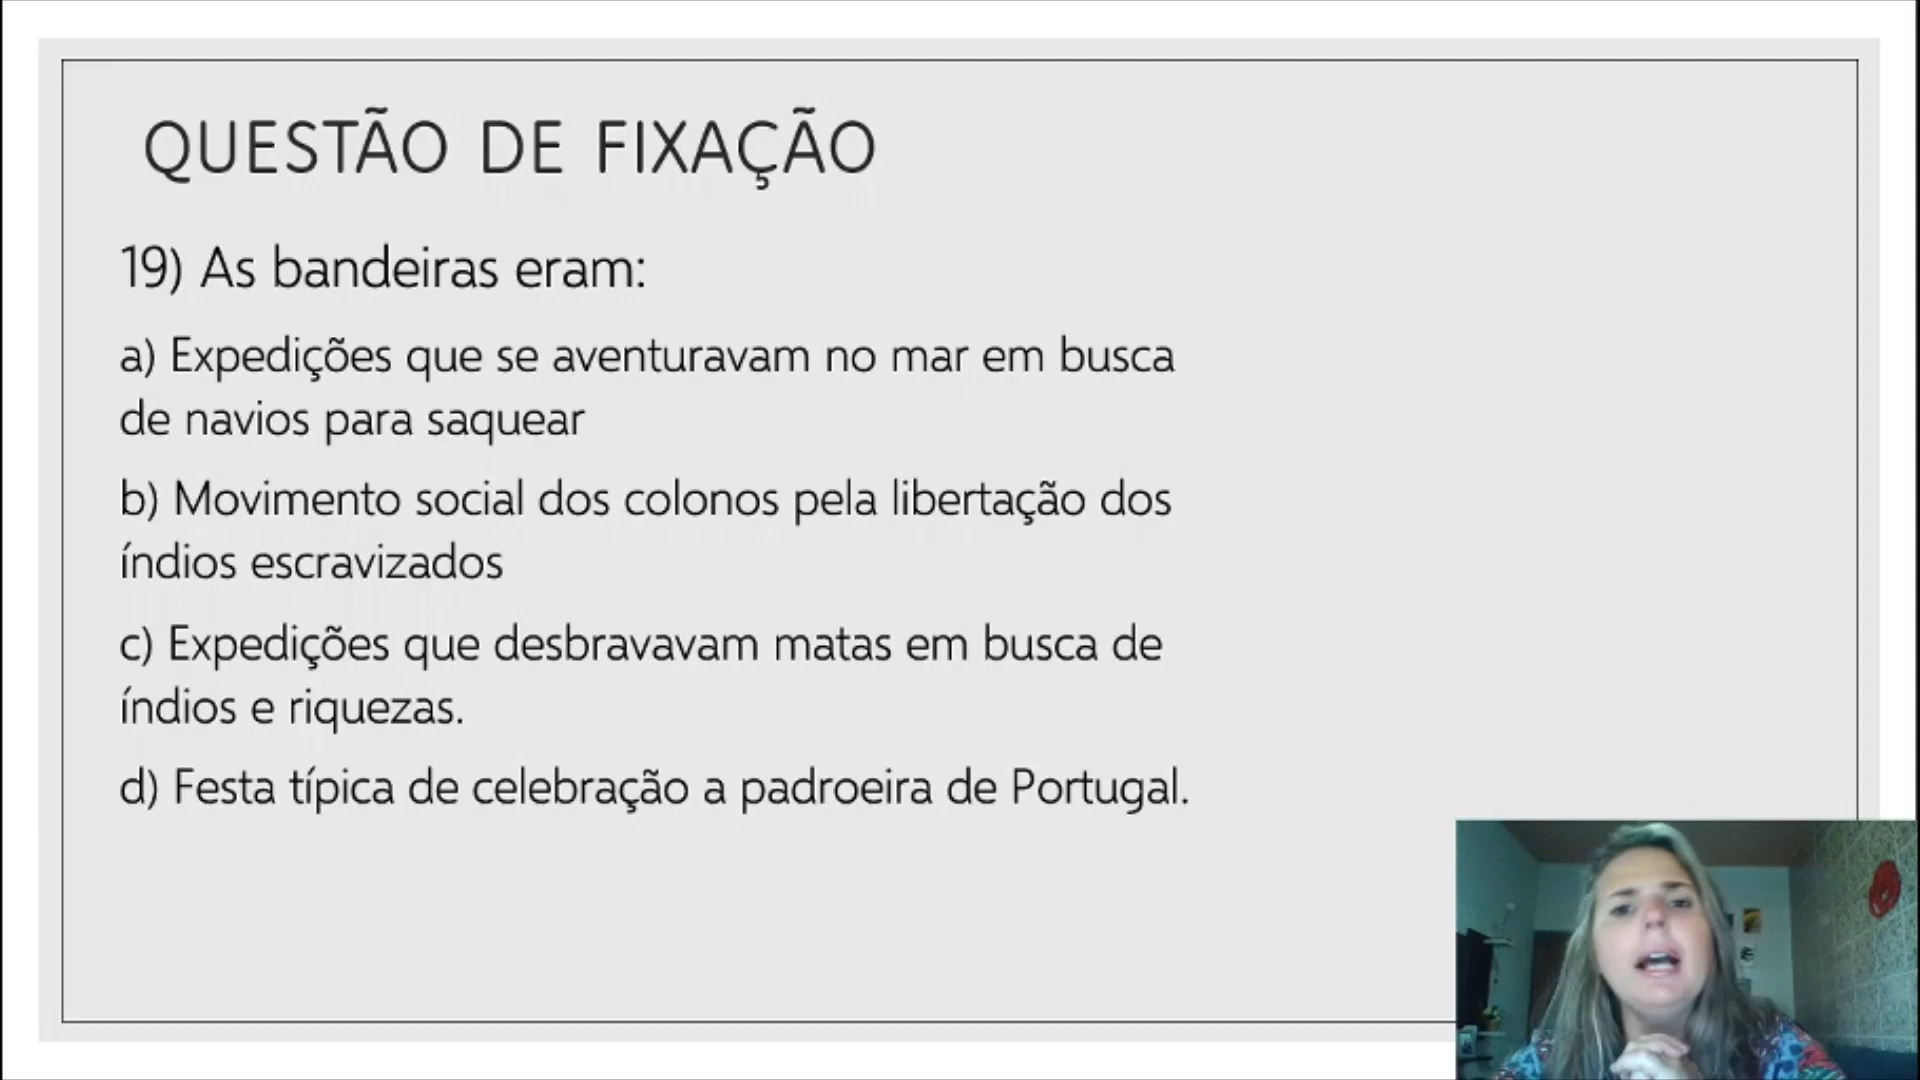 QUESTÃO DE FIXAÇÃO
19) As bandeiras eram:
a) Expedições que se aventuravam no mar em busca
de navios para saquear
b) Movimento social dos colonos pela libertação dos
índios escravizados
c) Expedições que desbravavam matas em busca de
índios e riquezas.
d) Festa típica de celebração a padroeira de Portugal.